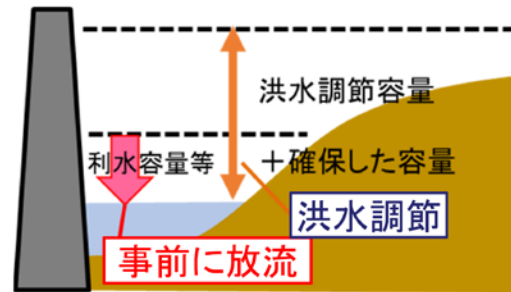 洪水調節容量
利水容量等
＋確保した容量
洪水調節
事前に放流